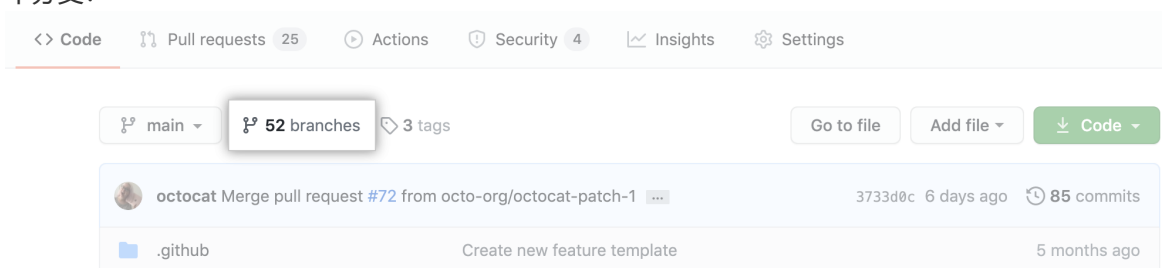 <> Code Pull requests 25 Actions Security 4 Insights Settings
main 52 branches 3 tags Go to file Add file Code
octocat Merge pull request #72 from octo-org/octocat-patch-1 ... 3733d0c 6 days ago 85 commits
.github Create new feature template 5 months ago